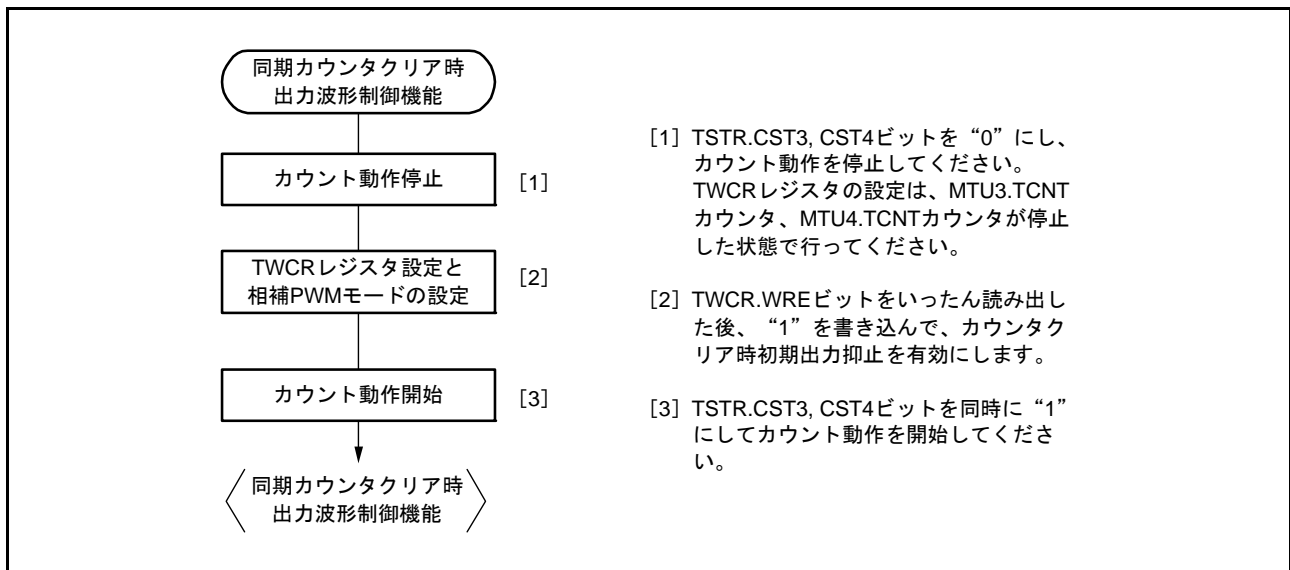 同期カウンタクリア時
出力波形制御機能
カウント動作停止 [1]
TWCRレジスタ設定と
相補PWMモードの設定 [2]
カウント動作開始 [3]
同期カウンタクリア時
出力波形制御機能
[1] TSTR.CST3, CST4ビットを“0”にし、
カウント動作を停止してください。
TWCRレジスタの設定は、MTU3.TCNT
カウンタ、MTU4.TCNTカウンタが停止
した状態で行ってください。
[2] TWCR.WREビットをいったん読み出し
た後、“1”を書き込んで、カウンタク
リア時初期出力抑止を有効にします。
[3] TSTR.CST3, CST4ビットを同時に“1”
にしてカウント動作を開始してくださ
い。